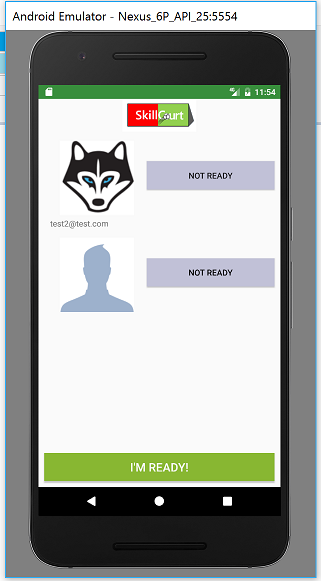 Android Emulator - Nexus_6P_API_25:5554
11:54
SkillCourt
NOT READY
test2@test.com
NOT READY
I'M READY!